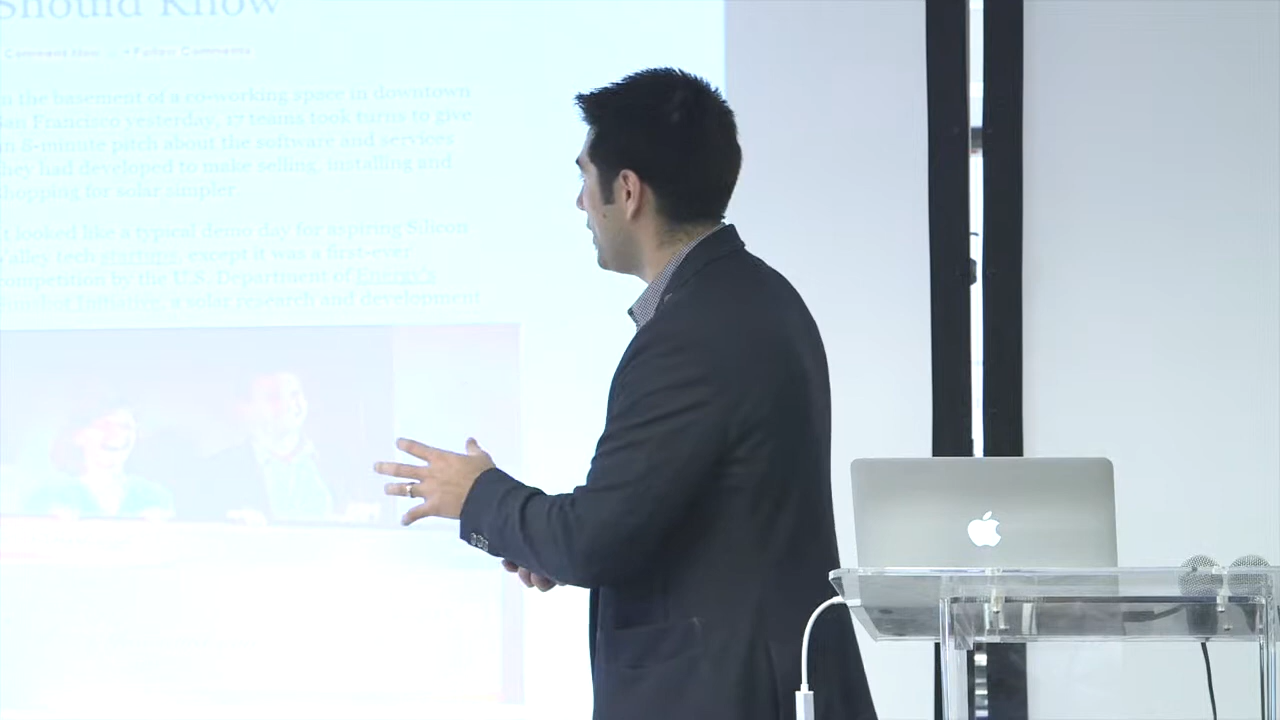 Should Know
Comment Now
+ Follow Comments
n the basement of a co-working space in downtown
San Francisco yesterday, 17 teams took turns to give
an 8-minute pitch about the software and services
they had developed to make selling, installing and
shopping for solar simpler.
It looked like a typical demo day for aspiring Silicon
Valley tech startups, except it was a first-ever
competition by the U.S. Department of Energy's
SunShot Initiative, a solar research and development